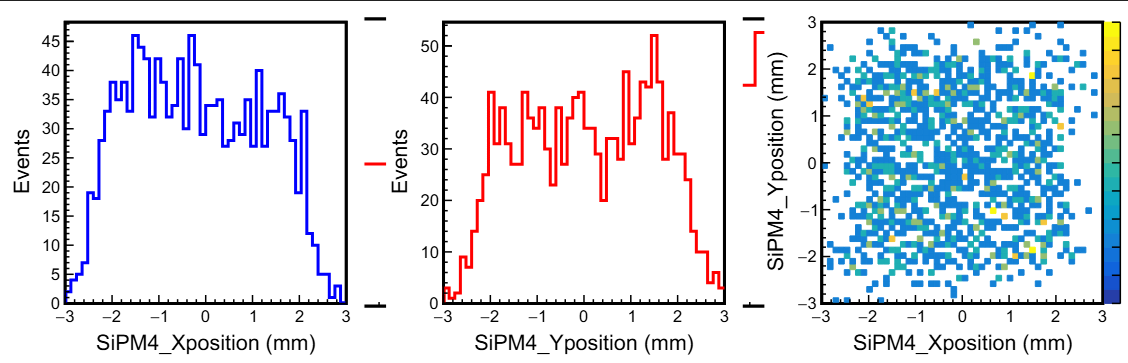 Events
45
40
35
30
25
20
15
10
5
0
−3 −2 −1 0 1 2 3
SiPM4_Xposition (mm)
Events
50
40
30
20
10
0
−3 −2 −1 0 1 2 3
SiPM4_Yposition (mm)
SiPM4_Yposition (mm)
3
2
1
0
−1
−2
−3
−3 −2 −1 0 1 2 3
SiPM4_Xposition (mm)